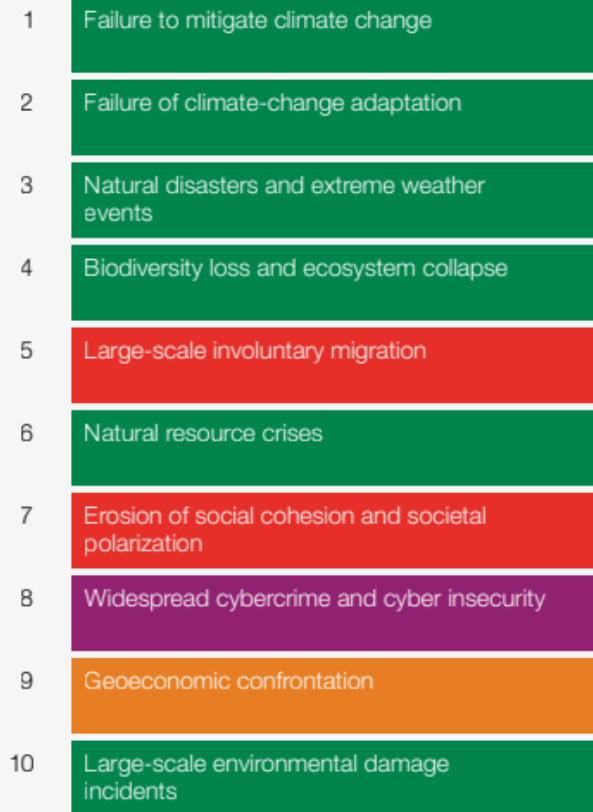 1 Failure to mitigate climate change
2 Failure of climate-change adaptation
3 Natural disasters and extreme weather
events
4 Biodiversity loss and ecosystem collapse
5 Large-scale involuntary migration
6 Natural resource crises
7 Erosion of social cohesion and societal
polarization
8 Widespread cybercrime and cyber insecurity
9 Geoeconomic confrontation
10 Large-scale environmental damage
incidents